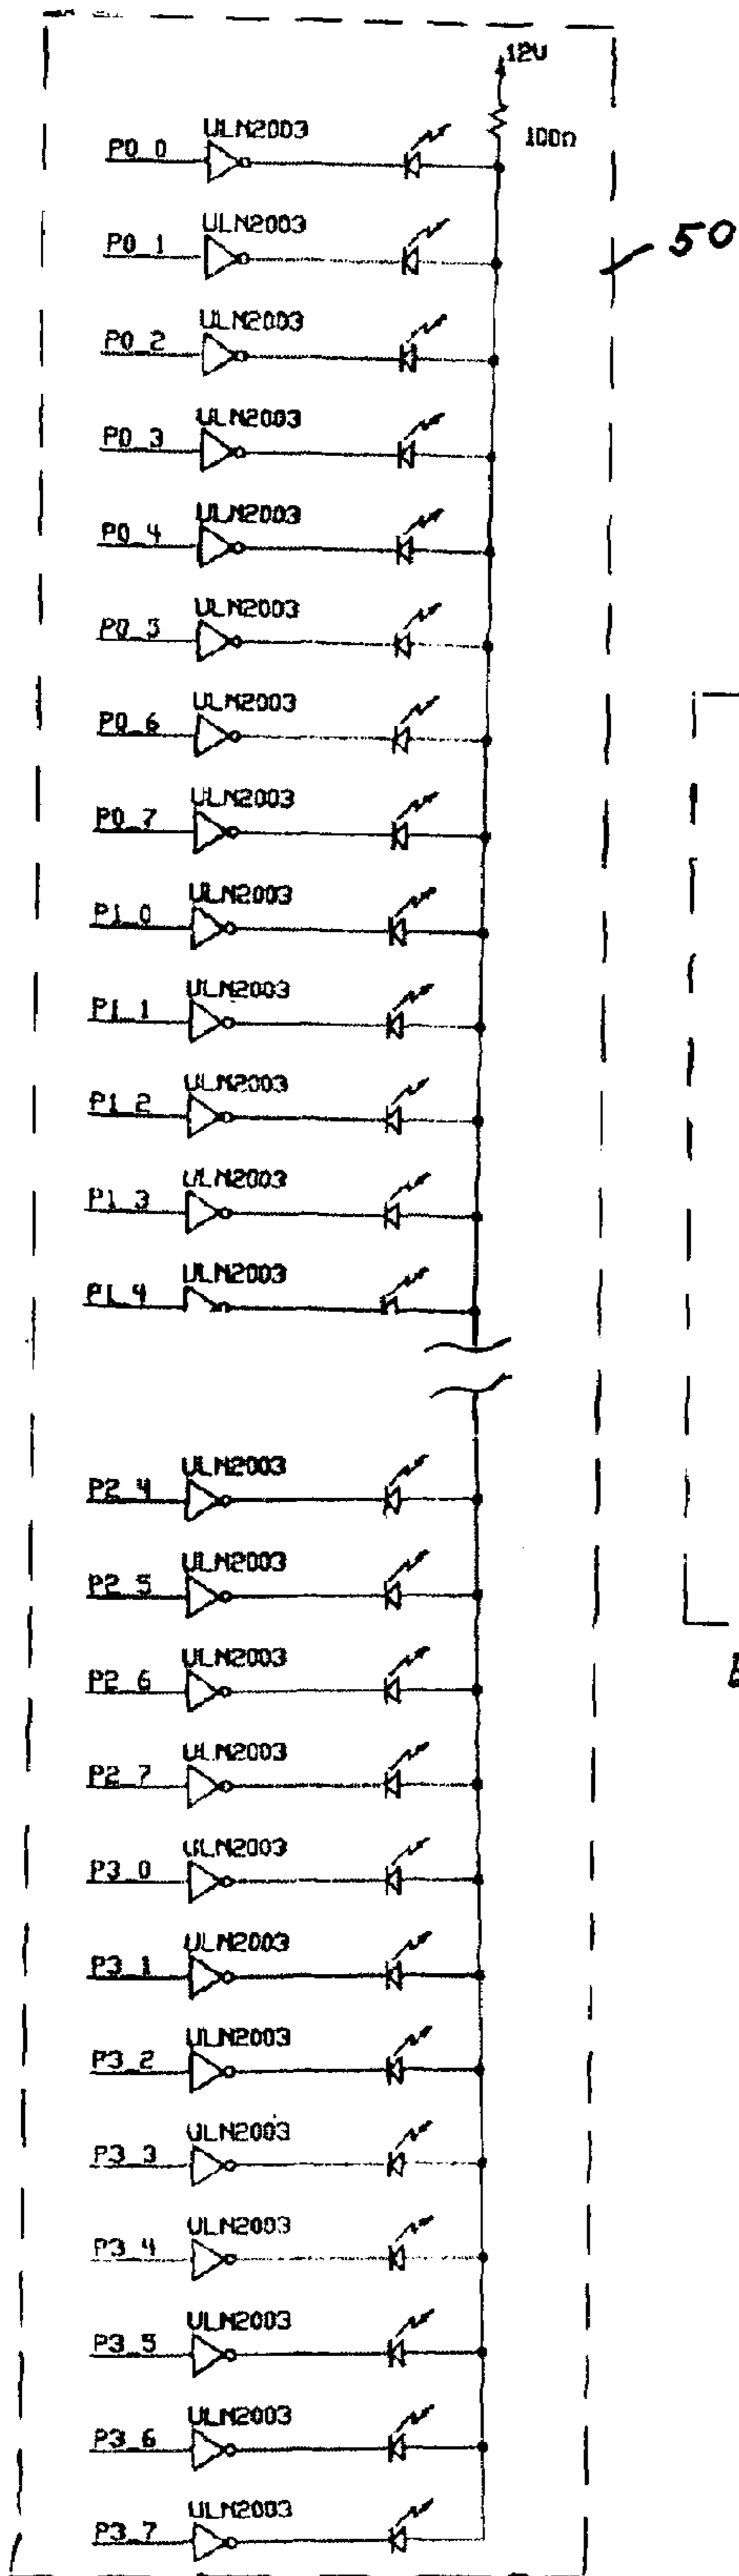 12V
100Ω
50
ULN2003
P0_0
ULN2003
P0_1
ULN2003
P0_2
ULN2003
P0_3
ULN2003
P0_4
ULN2003
P0_5
ULN2003
P0_6
ULN2003
P0_7
ULN2003
P1_0
ULN2003
P1_1
ULN2003
P1_2
ULN2003
P1_3
ULN2003
P1_4
ULN2003
P2_4
ULN2003
P2_5
ULN2003
P2_6
ULN2003
P2_7
ULN2003
P3_0
ULN2003
P3_1
ULN2003
P3_2
ULN2003
P3_3
ULN2003
P3_4
ULN2003
P3_5
ULN2003
P3_6
ULN2003
P3_7